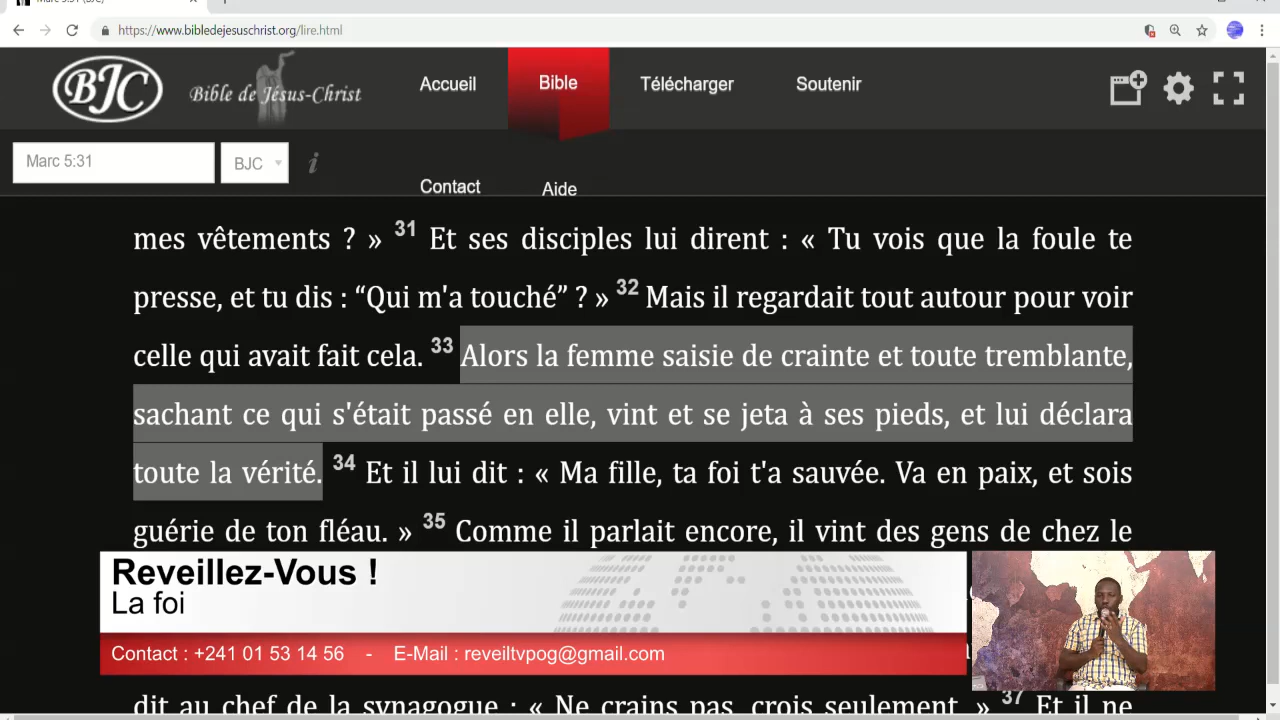 Marc 5:31 (BJC)
https://www.bibledejesuschrist.org/lire.html
BJC
Bible de Jésus-Christ
Accueil
Bible
Télécharger
Soutenir
Marc 5:31
BJC
i
Contact
Aide
mes vêtements ? » 31 Et ses disciples lui dirent : « Tu vois que la foule te
presse, et tu dis : “Qui m'a touché” ? » 32 Mais il regardait tout autour pour voir
celle qui avait fait cela. 33 Alors la femme saisie de crainte et toute tremblante,
sachant ce qui s'était passé en elle, vint et se jeta à ses pieds, et lui déclara
toute la vérité. 34 Et il lui dit : « Ma fille, ta foi t'a sauvée. Va en paix, et sois
guérie de ton fléau. » 35 Comme il parlait encore, il vint des gens de chez le
Reveillez-Vous !
La foi
Contact : +241 01 53 14 56 - E-Mail : reveiltvpog@gmail.com
dit au chef de la synagogue : « Ne crains pas, crois seulement. » 37 Et il ne